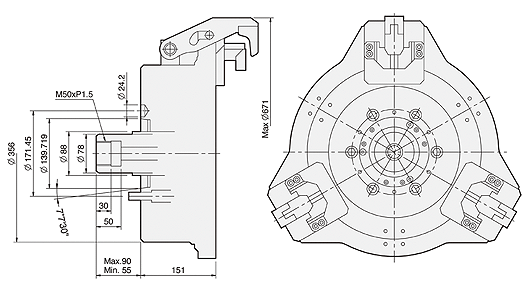 Ø 24.2
M50xP1.5
Max Ø671
Ø 356
Ø 171.45
Ø 139.719
Ø 88
Ø 78
7°7'30"
30
50
Max.90
Min. 55
151